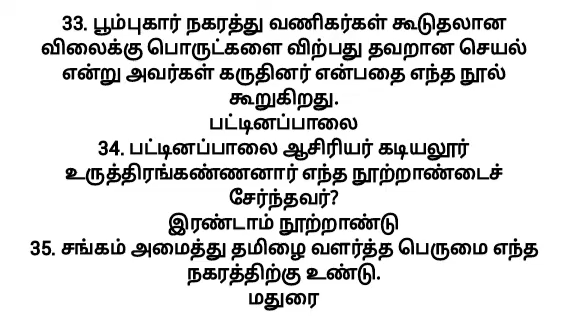 33. பூம்புகார் நகரத்து வணிகர்கள் கூடுதலான
விலைக்கு பொருட்களை விற்பது தவறான செயல்
என்று அவர்கள் கருதினர் என்பதை எந்த நூல்
கூறுகிறது.
பட்டினப்பாலை
34. பட்டினப்பாலை ஆசிரியர் கடியலூர்
உருத்திரங்கண்ணனார் எந்த நூற்றாண்டைச்
சேர்ந்தவர்?
இரண்டாம் நூற்றாண்டு
35. சங்கம் அமைத்து தமிழை வளர்த்த பெருமை எந்த
நகரத்திற்கு உண்டு.
மதுரை